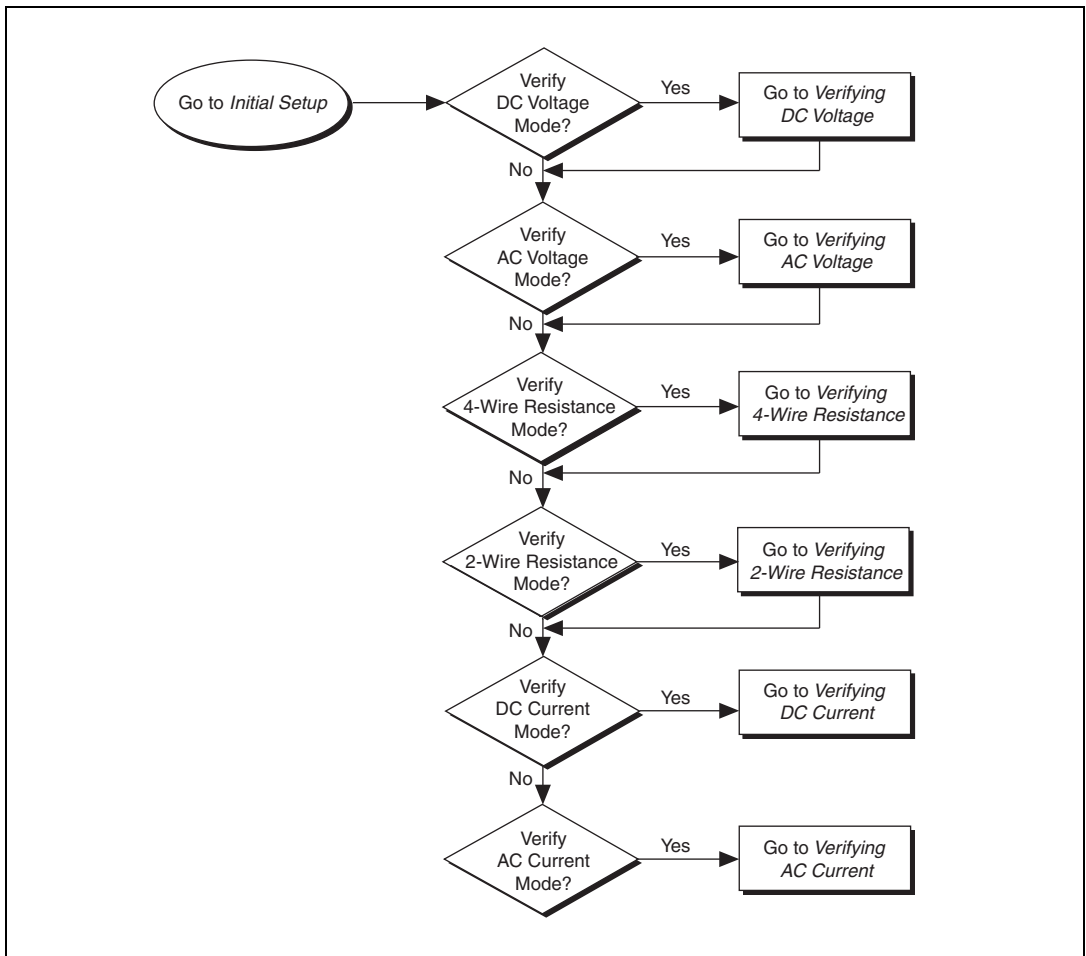 Go to Initial Setup
Verify
DC Voltage
Mode?
Yes
Go to Verifying
DC Voltage
No
Verify
AC Voltage
Mode?
Yes
Go to Verifying
AC Voltage
No
Verify
4-Wire Resistance
Mode?
Yes
Go to Verifying
4-Wire Resistance
No
Verify
2-Wire Resistance
Mode?
Yes
Go to Verifying
2-Wire Resistance
No
Verify
DC Current
Mode?
Yes
Go to Verifying
DC Current
No
Verify
AC Current
Mode?
Yes
Go to Verifying
AC Current